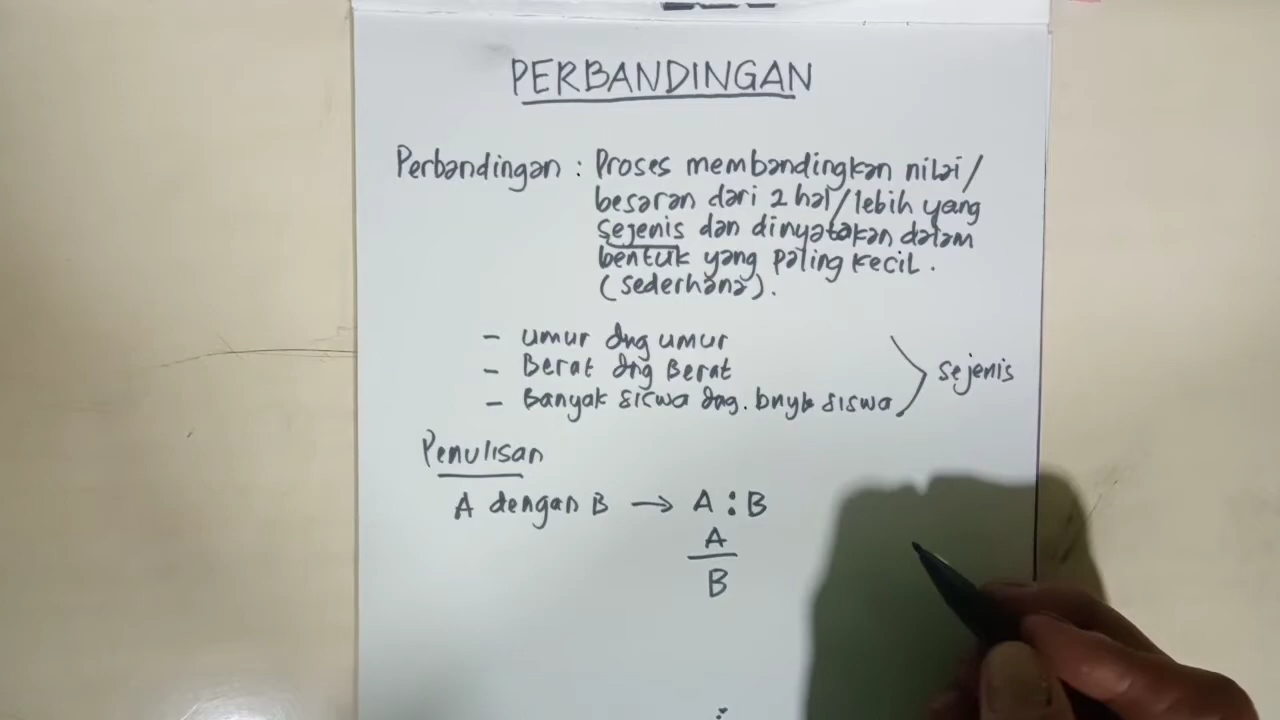 PERBANDINGAN
Perbandingan : Proses membandingkan nilai/
besaran dari 2 hal/lebih yang
sejenis dan dinyatakan dalam
bentuk yang paling kecil.
(sederhana).
- umur dng umur
- Berat dng Berat
- Banyak siswa dng. bnyk siswa
sejenis
Penulisan
A dengan B → A : B
A
B